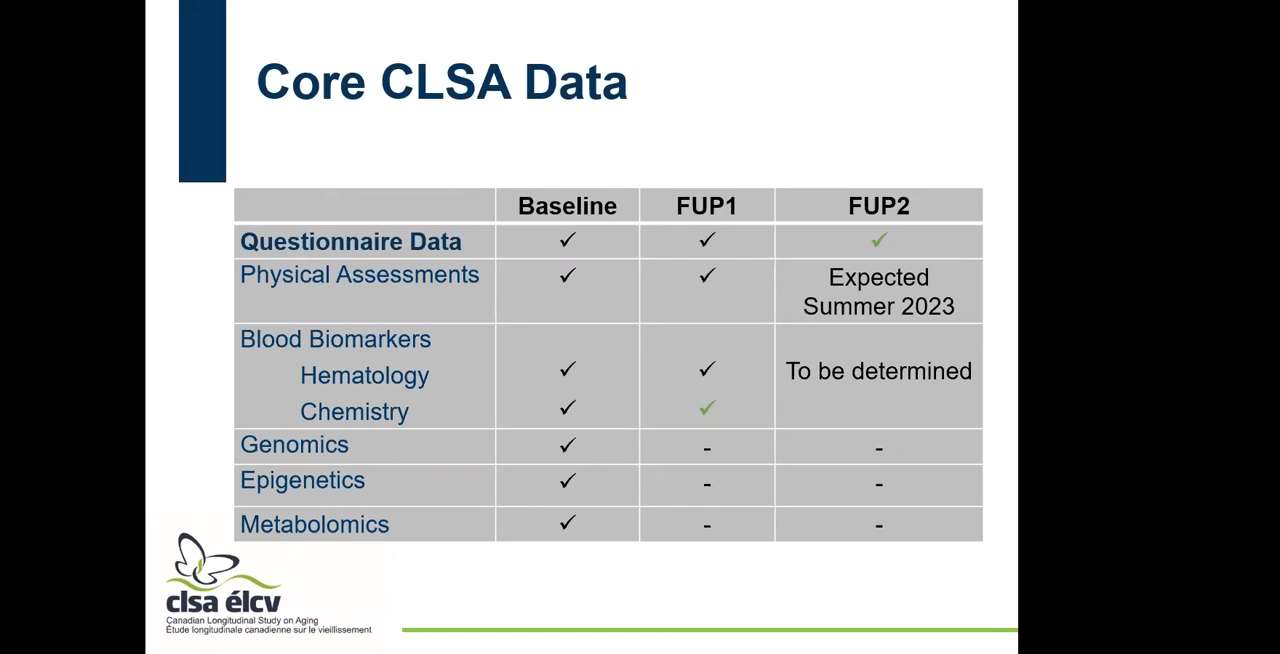 Core CLSA Data
Baseline FUP1 FUP2
Questionnaire Data ✓ ✓ ✓
Physical Assessments ✓ ✓ Expected
Summer 2023
Blood Biomarkers
Hematology ✓ ✓ To be determined
Chemistry ✓ ✓
Genomics ✓ - -
Epigenetics ✓ - -
Metabolomics ✓ - -
clsa élcv
Canadian Longitudinal Study on Aging
Étude longitudinale canadienne sur le vieillissement